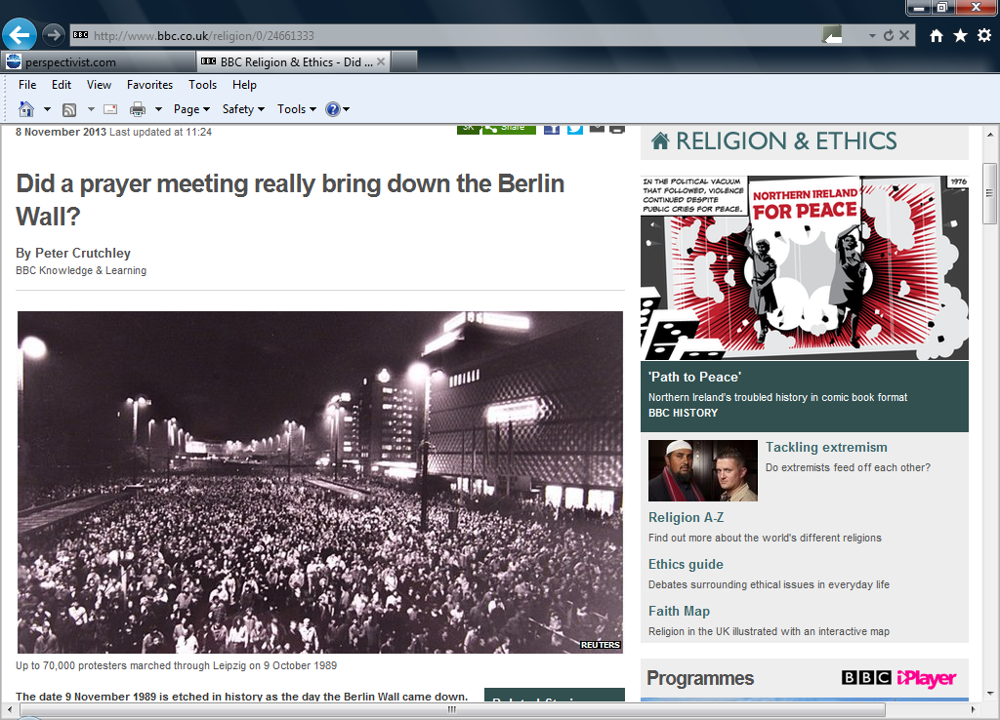 BBC http://www.bbc.co.uk/religion/0/24661333
perspectivist.com
BBC BBC Religion & Ethics - Did ...
File Edit View Favorites Tools Help
Page Safety Tools
8 November 2013 Last updated at 11:24
3K Share
Did a prayer meeting really bring down the Berlin
Wall?
By Peter Crutchley
BBC Knowledge & Learning
REUTERS
Up to 70,000 protesters marched through Leipzig on 9 October 1989
The date 9 November 1989 is etched in history as the day the Berlin Wall came down.
Related Stories
RELIGION & ETHICS
IN THE POLITICAL VACUUM
THAT FOLLOWED, VIOLENCE
CONTINUED DESPITE
PUBLIC CRIES FOR PEACE.
1976
NORTHERN IRELAND
FOR PEACE
'Path to Peace'
Northern Ireland's troubled history in comic book format
BBC HISTORY
Tackling extremism
Do extremists feed off each other?
Religion A-Z
Find out more about the world's different religions
Ethics guide
Debates surrounding ethical issues in everyday life
Faith Map
Religion in the UK illustrated with an interactive map
Programmes
BBC iPlayer